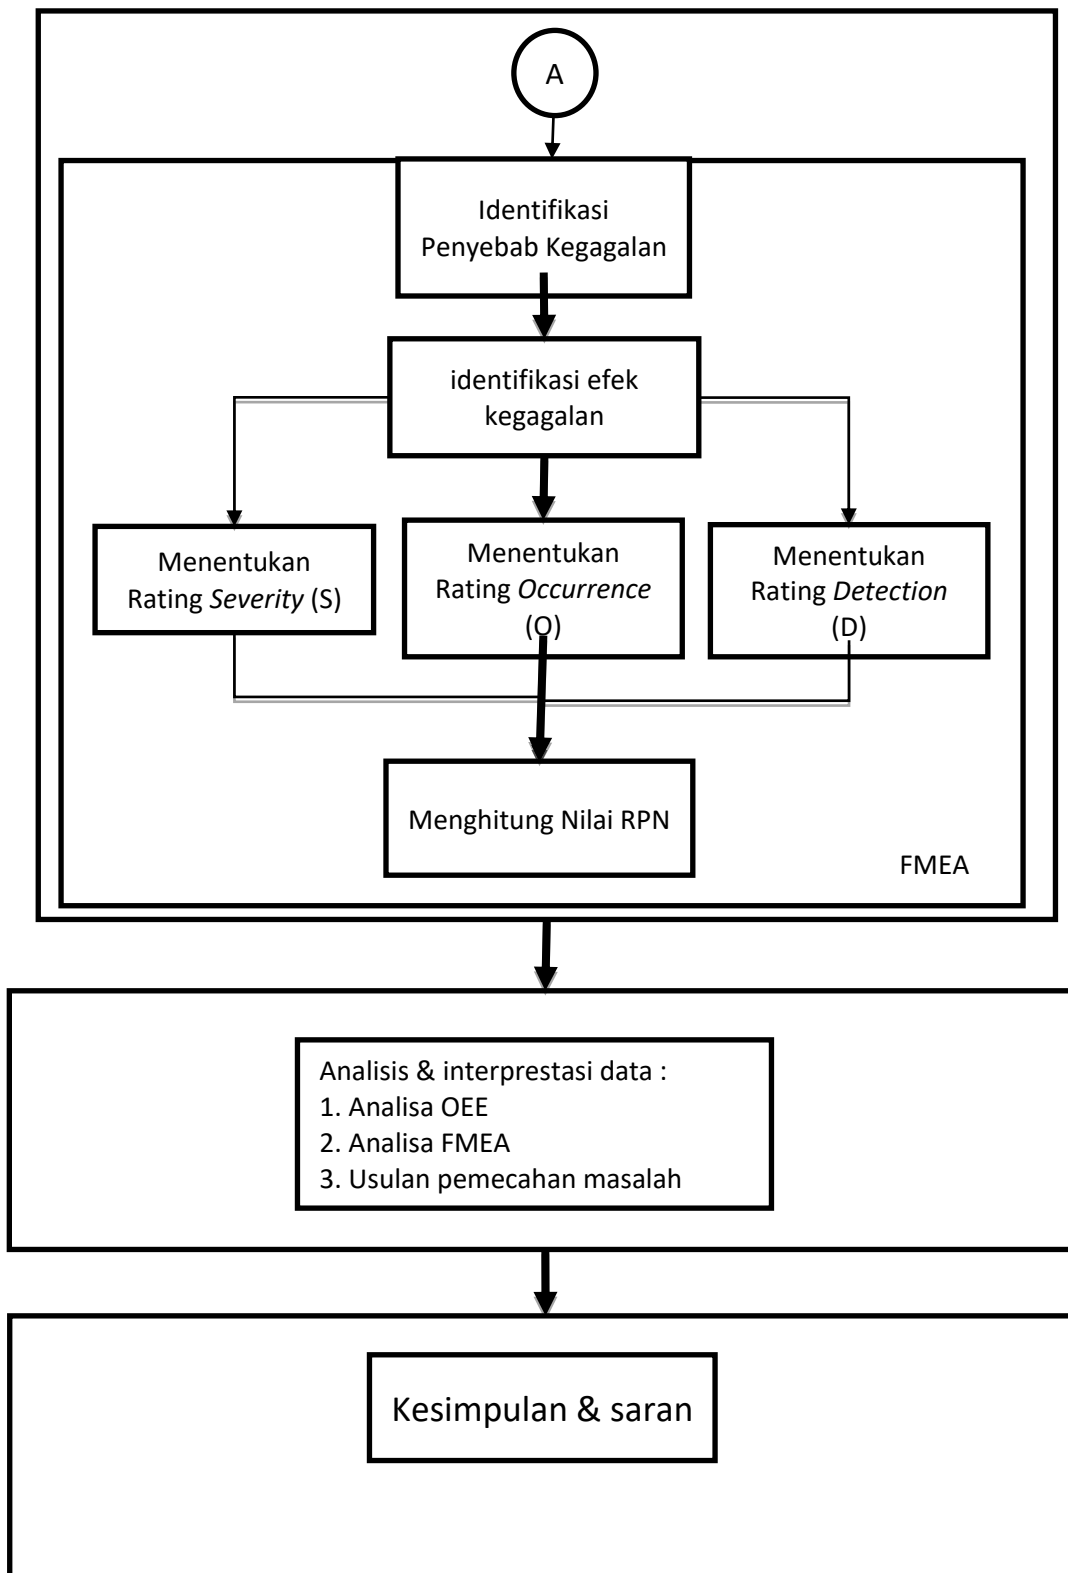 A
Identifikasi
Penyebab Kegagalan
identifikasi efek
kegagalan
Menentukan
Rating Severity (S)
Menentukan
Rating Occurrence
(O)
Menentukan
Rating Detection
(D)
Menghitung Nilai RPN
FMEA
Analisis & interprestasi data :
1. Analisa OEE
2. Analisa FMEA
3. Usulan pemecahan masalah
Kesimpulan & saran